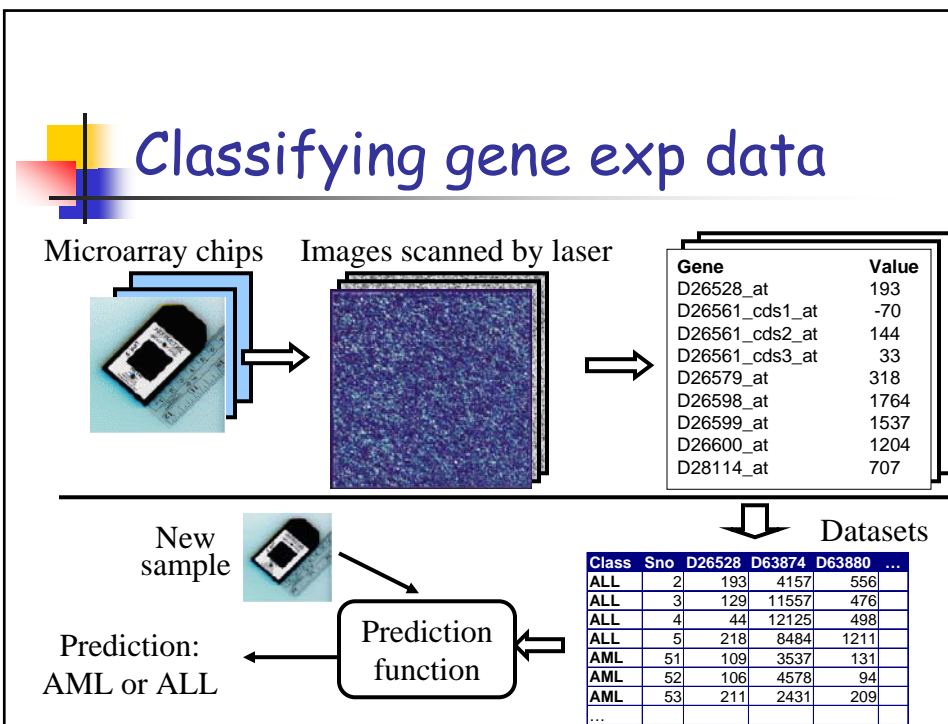 Classifying gene exp data
Microarray chips
Images scanned by laser
Gene Value
D26528_at 193
D26561_cds1_at -70
D26561_cds2_at 144
D26561_cds3_at 33
D26579_at 318
D26598_at 1764
D26599_at 1537
D26600_at 1204
D28114_at 707
New
sample
Datasets
Class Sno D26528 D63874 D63880 …
ALL 2 193 4157 556
ALL 3 129 11557 476
ALL 4 44 12125 498
ALL 5 218 8484 1211
AML 51 109 3537 131
AML 52 106 4578 94
AML 53 211 2431 209
…
Prediction
function
Prediction:
AML or ALL